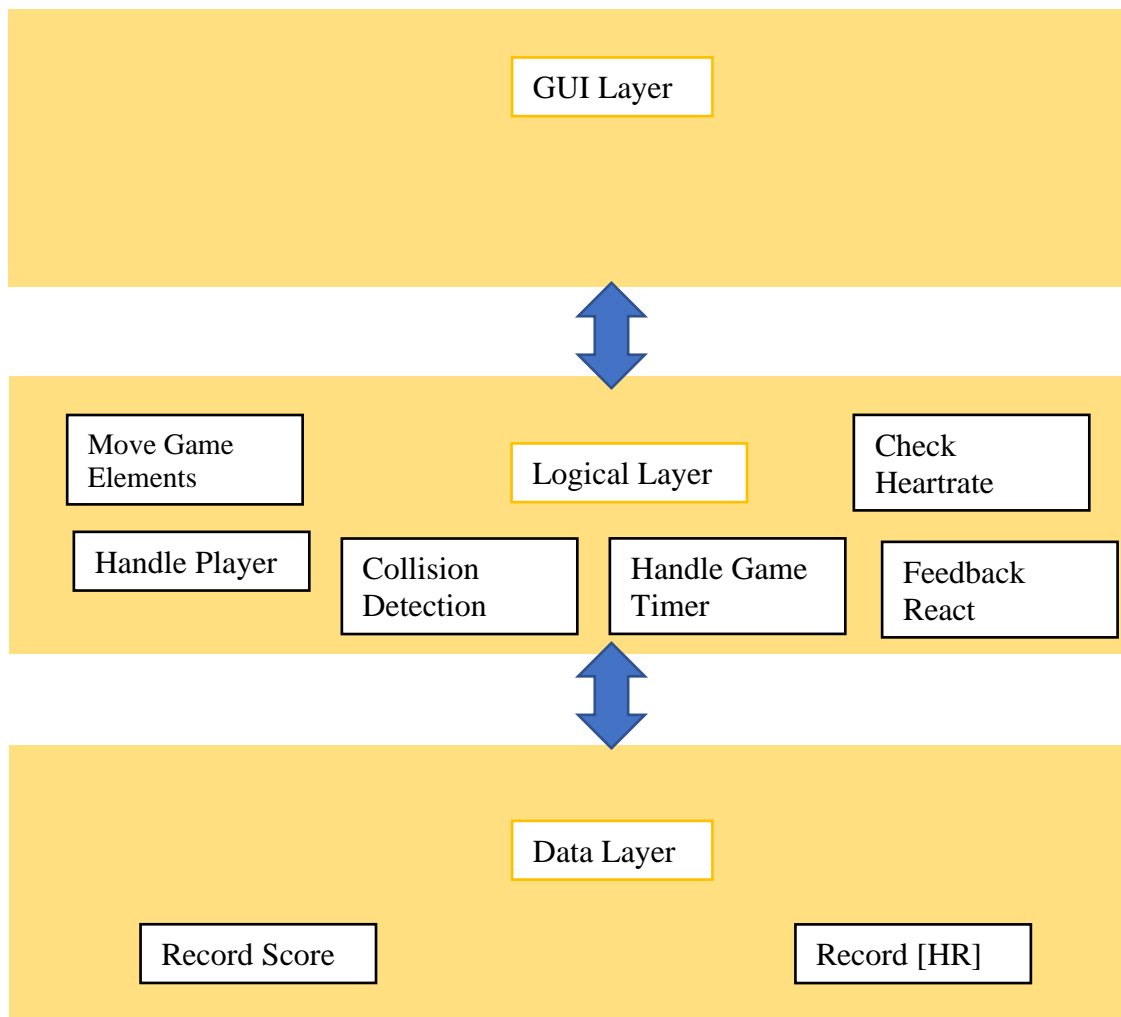 GUI Layer
Move Game
Elements
Logical Layer
Check
Heartrate
Handle Player
Collision
Detection
Handle Game
Timer
Feedback
React
Data Layer
Record Score
Record [HR]